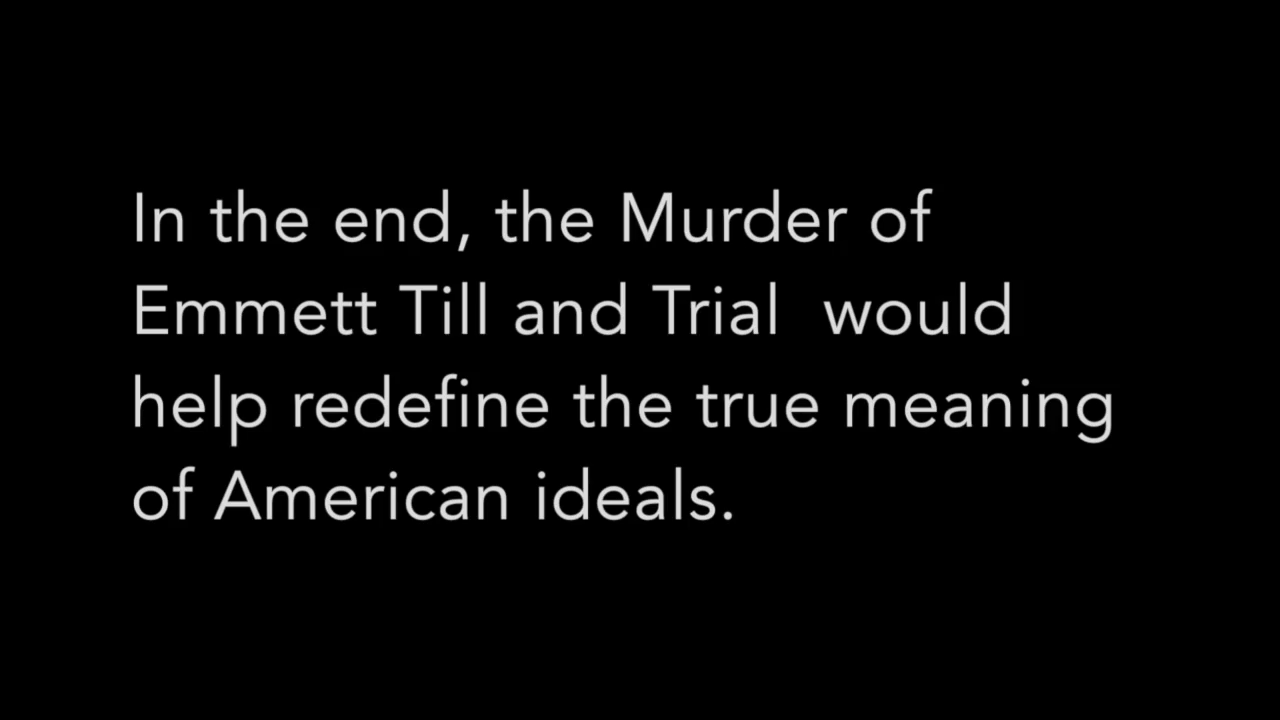 In the end, the Murder of
Emmett Till and Trial  would
help redefine the true meaning
of American ideals.